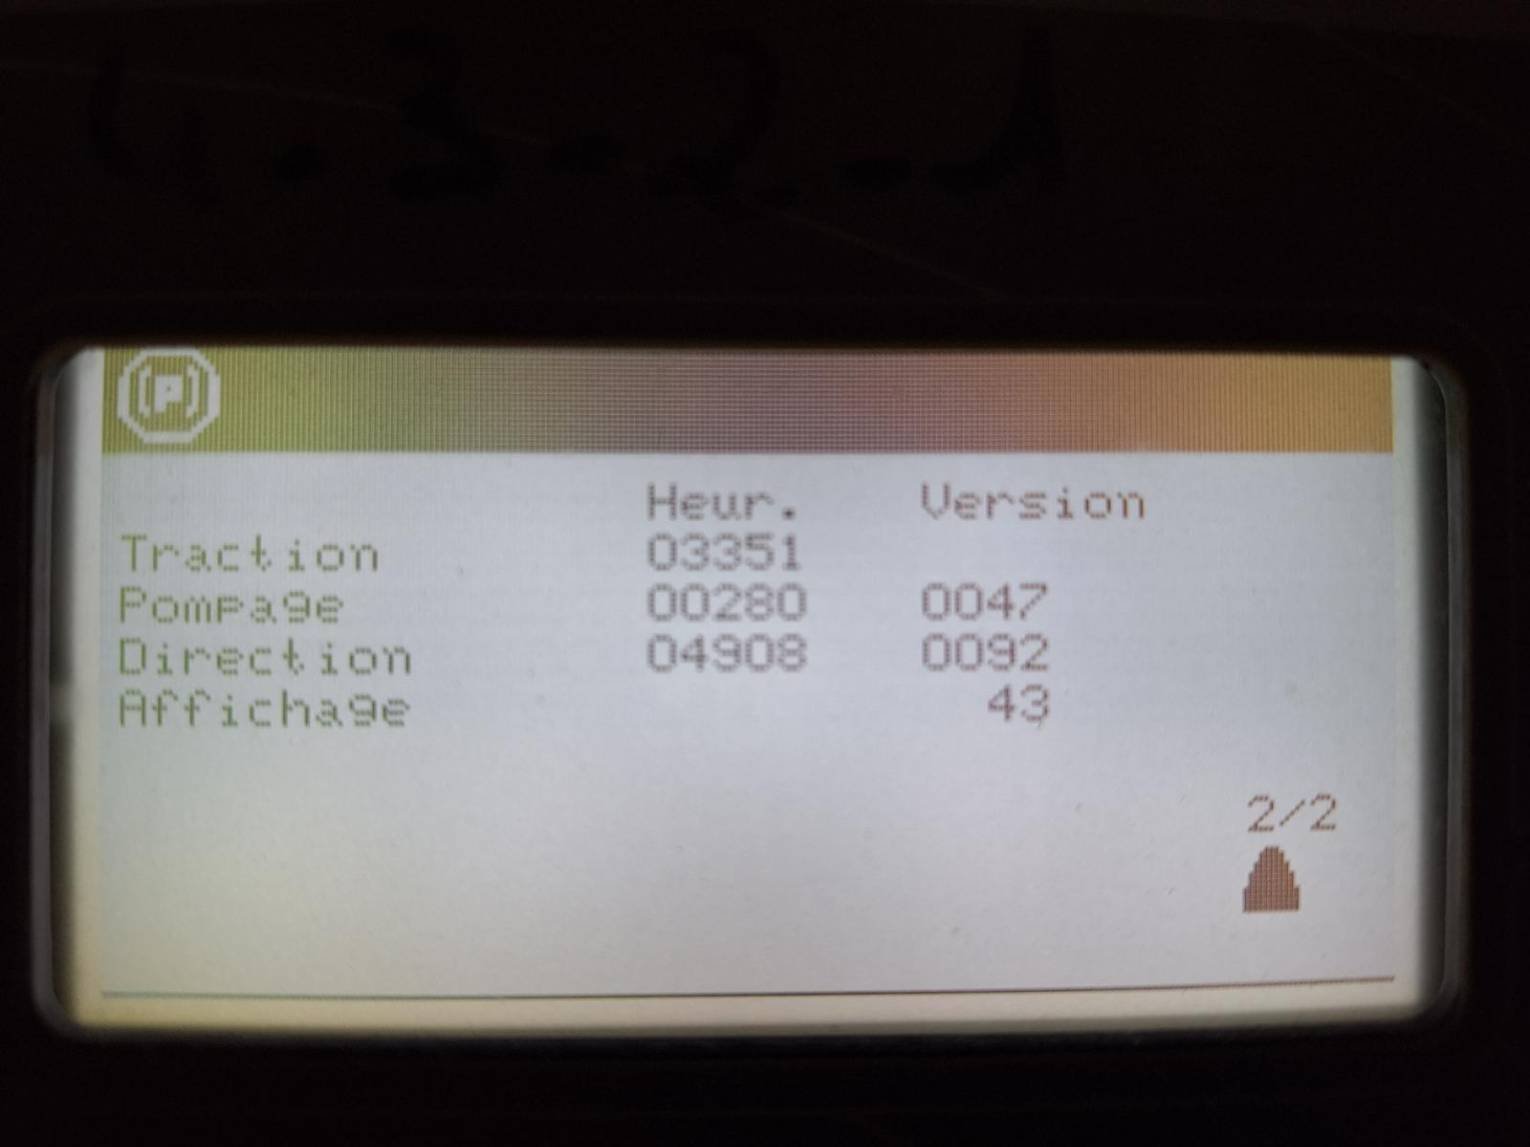 (P)
Heur. Version
Traction 03351
Pompage 00280 0047
Direction 04908 0092
Affichage 43
2/2